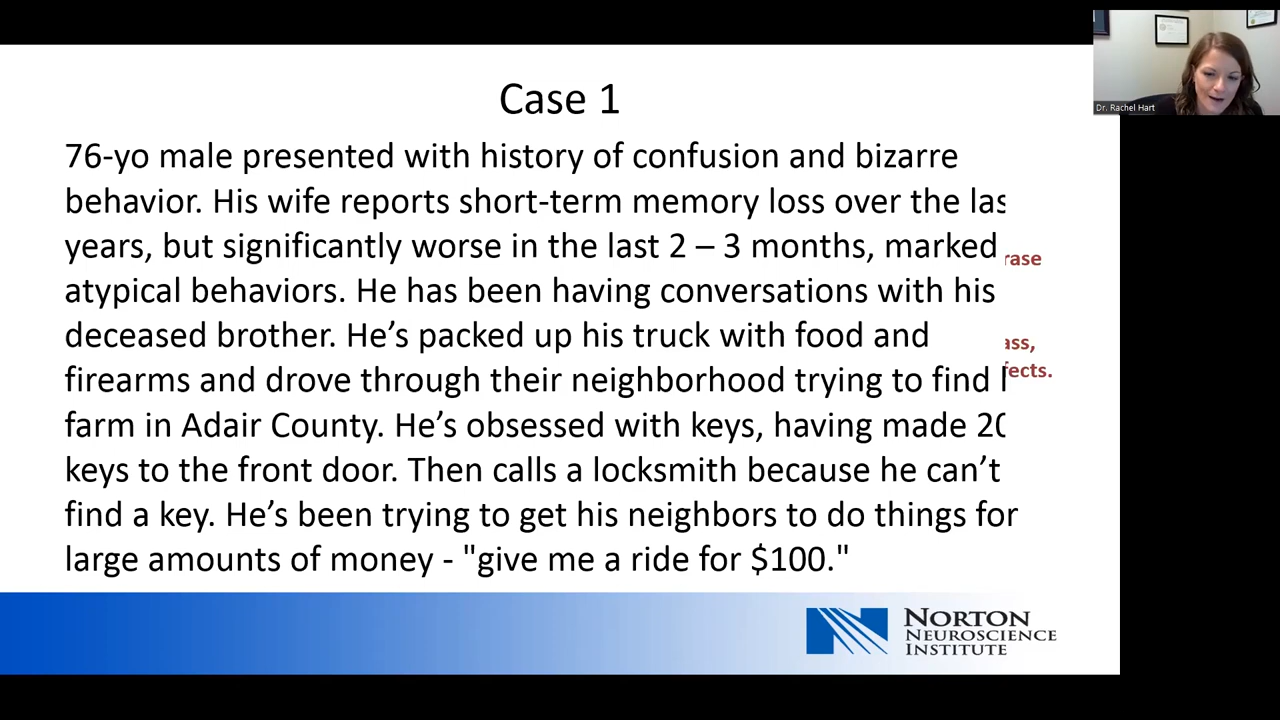 Case 1
76-yo male presented with history of confusion and bizarre
behavior. His wife reports short-term memory loss over the las
years, but significantly worse in the last 2 – 3 months, marked
atypical behaviors. He has been having conversations with his
deceased brother. He’s packed up his truck with food and
firearms and drove through their neighborhood trying to find
farm in Adair County. He’s obsessed with keys, having made 20
keys to the front door. Then calls a locksmith because he can’t
find a key. He’s been trying to get his neighbors to do things for
large amounts of money - "give me a ride for $100."
rase
ass,
fects.
NORTON
NEUROSCIENCE
INSTITUTE
Dr. Rachel Hart